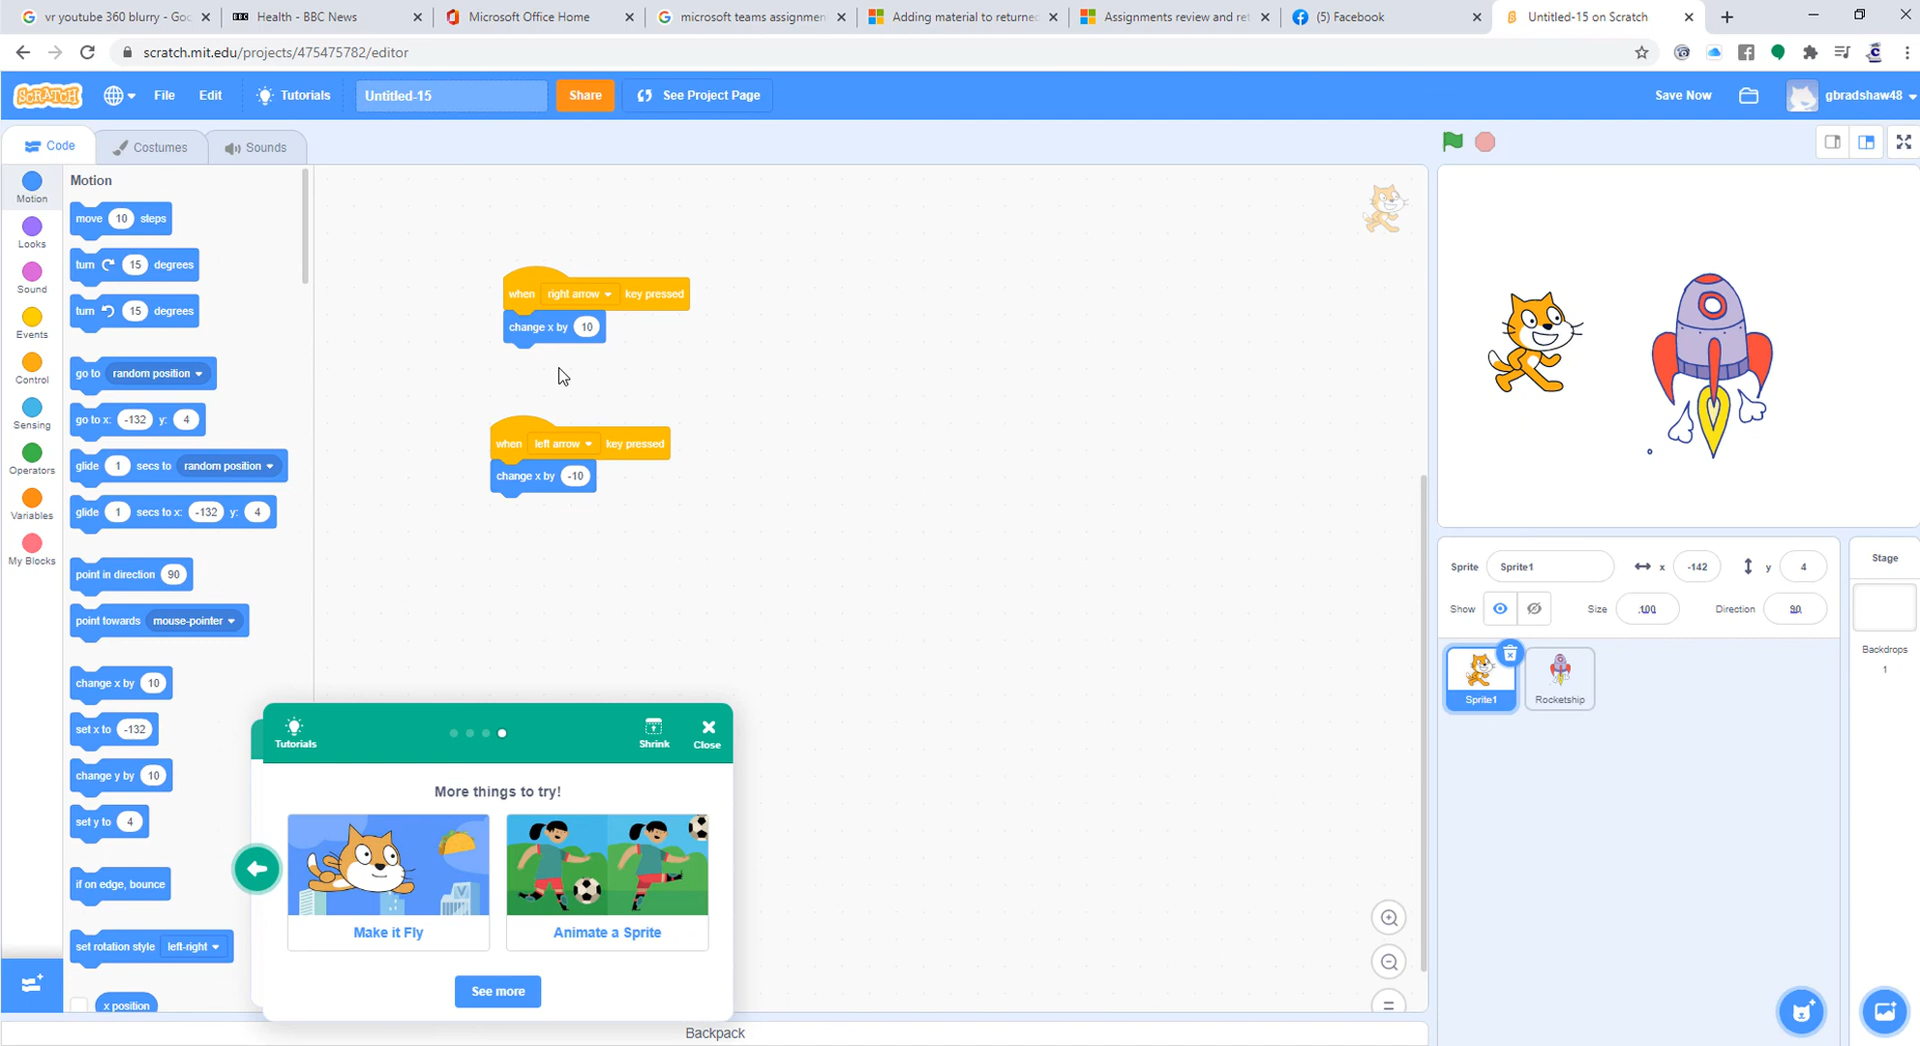 vr youtube 360 blurry - Goo
BBC Health - BBC News
Microsoft Office Home
microsoft teams assignmen
Adding material to returned
Assignments review and ret
(5) Facebook
Untitled-15 on Scratch
scratch.mit.edu/projects/475475782/editor
SCRATCH
File
Edit
Tutorials
Untitled-15
Share
See Project Page
Save Now
gbradshaw48
Code
Costumes
Sounds
Motion
Looks
Sound
Events
Control
Sensing
Operators
Variables
My Blocks
Motion
move 10 steps
turn 15 degrees
turn 15 degrees
go to random position
go to x: -132 y: 4
glide 1 secs to random position
glide 1 secs to x: -132 y: 4
point in direction 90
point towards mouse-pointer
change x by 10
set x to -132
change y by 10
set y to 4
if on edge, bounce
set rotation style left-right
x position
when right arrow key pressed
change x by 10
when left arrow key pressed
change x by -10
Tutorials
Shrink
Close
More things to try!
Make it Fly
Animate a Sprite
See more
Backpack
Sprite Sprite1 x -142 y 4
Show Size 100 Direction 90
Sprite1
Rocketship
Stage
Backdrops
1